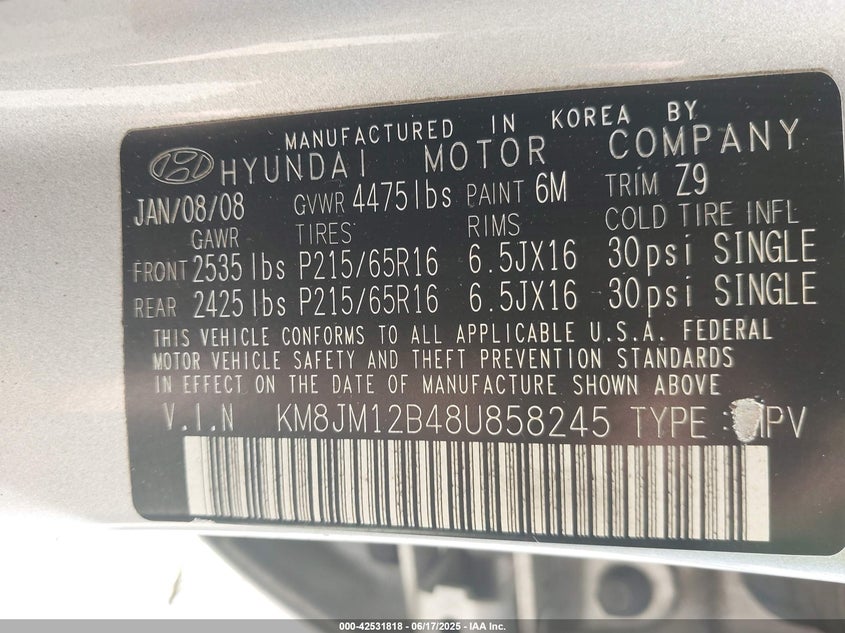 MANUFACTURED IN KOREA BY
HYUNDAI MOTOR COMPANY
JAN/08/08 GVWR 4475lbs PAINT 6M TRIM Z9
GAWR TIRES RIMS COLD TIRE INFL
FRONT 2535lbs P215/65R16 6.5JX16 30psi SINGLE
REAR 2425lbs P215/65R16 6.5JX16 30psi SINGLE
THIS VEHICLE CONFORMS TO ALL APPLICABLE U.S.A. FEDERAL
MOTOR VEHICLE SAFETY AND THEFT PREVENTION STANDARDS
IN EFFECT ON THE DATE OF MANUFACTURE SHOWN ABOVE
V.I.N KM8JM12B48U858245 TYPE : MPV
000-42531818 - 06/17/2025 - IAA Inc.